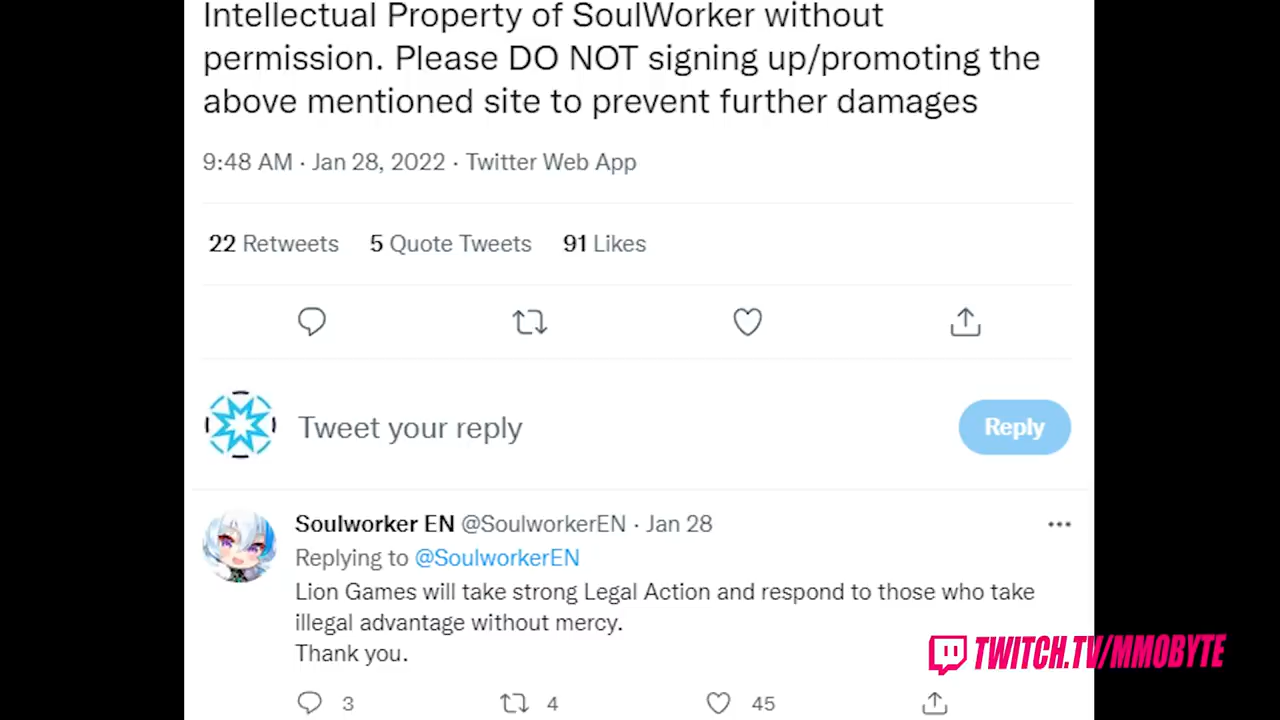 Intellectual Property of SoulWorker without
permission. Please DO NOT signing up/promoting the
above mentioned site to prevent further damages
9:48 AM · Jan 28, 2022 · Twitter Web App
22 Retweets 5 Quote Tweets 91 Likes
Tweet your reply
Reply
Soulworker EN @SoulworkerEN · Jan 28
Replying to @SoulworkerEN
Lion Games will take strong Legal Action and respond to those who take
illegal advantage without mercy.
Thank you.
TWITCH.TV/MMOBYTE
3 4 45